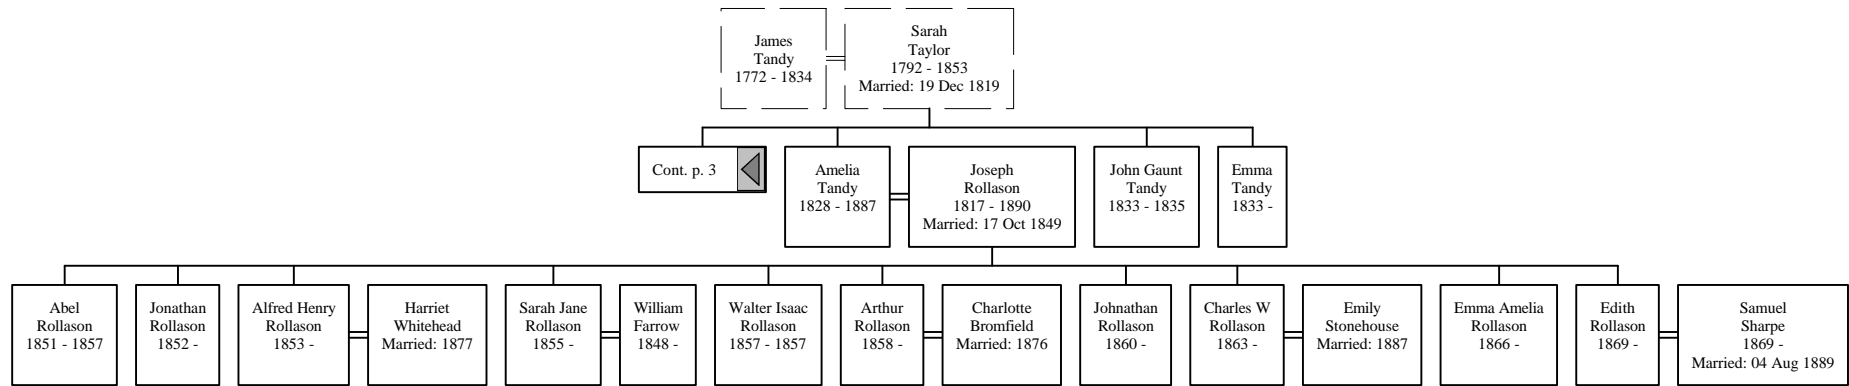 James
Tandy
1772 - 1834
Sarah
Taylor
1792 - 1853
Married: 19 Dec 1819
Cont. p. 3
Amelia
Tandy
1828 - 1887
Joseph
Rollason
1817 - 1890
Married: 17 Oct 1849
John Gaunt
Tandy
1833 - 1835
Emma
Tandy
1833 -
Abel
Rollason
1851 - 1857
Jonathan
Rollason
1852 -
Alfred Henry
Rollason
1853 -
Harriet
Whitehead
Married: 1877
Sarah Jane
Rollason
1855 -
William
Farrow
1848 -
Walter Isaac
Rollason
1857 - 1857
Arthur
Rollason
1858 -
Charlotte
Bromfield
Married: 1876
Johnathan
Rollason
1860 -
Charles W
Rollason
1863 -
Emily
Stonehouse
Married: 1887
Emma Amelia
Rollason
1866 -
Edith
Rollason
1869 -
Samuel
Sharpe
1869 -
Married: 04 Aug 1889